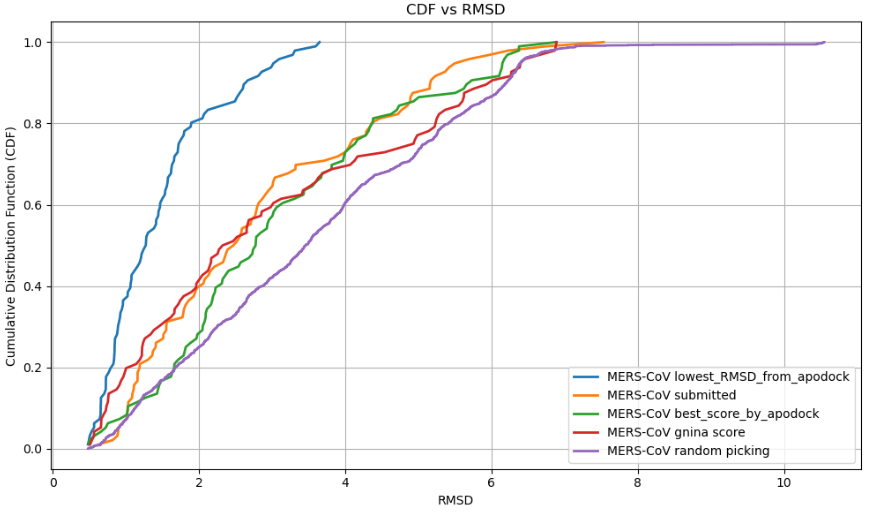 CDF vs RMSD
Cumulative Distribution Function (CDF)
1.0
0.8
0.6
0.4
0.2
0.0
MERS-CoV lowest_RMSD_from_apodock
MERS-CoV submitted
MERS-CoV best_score_by_apodock
MERS-CoV gnina score
MERS-CoV random picking
0 2 4 6 8 10
RMSD